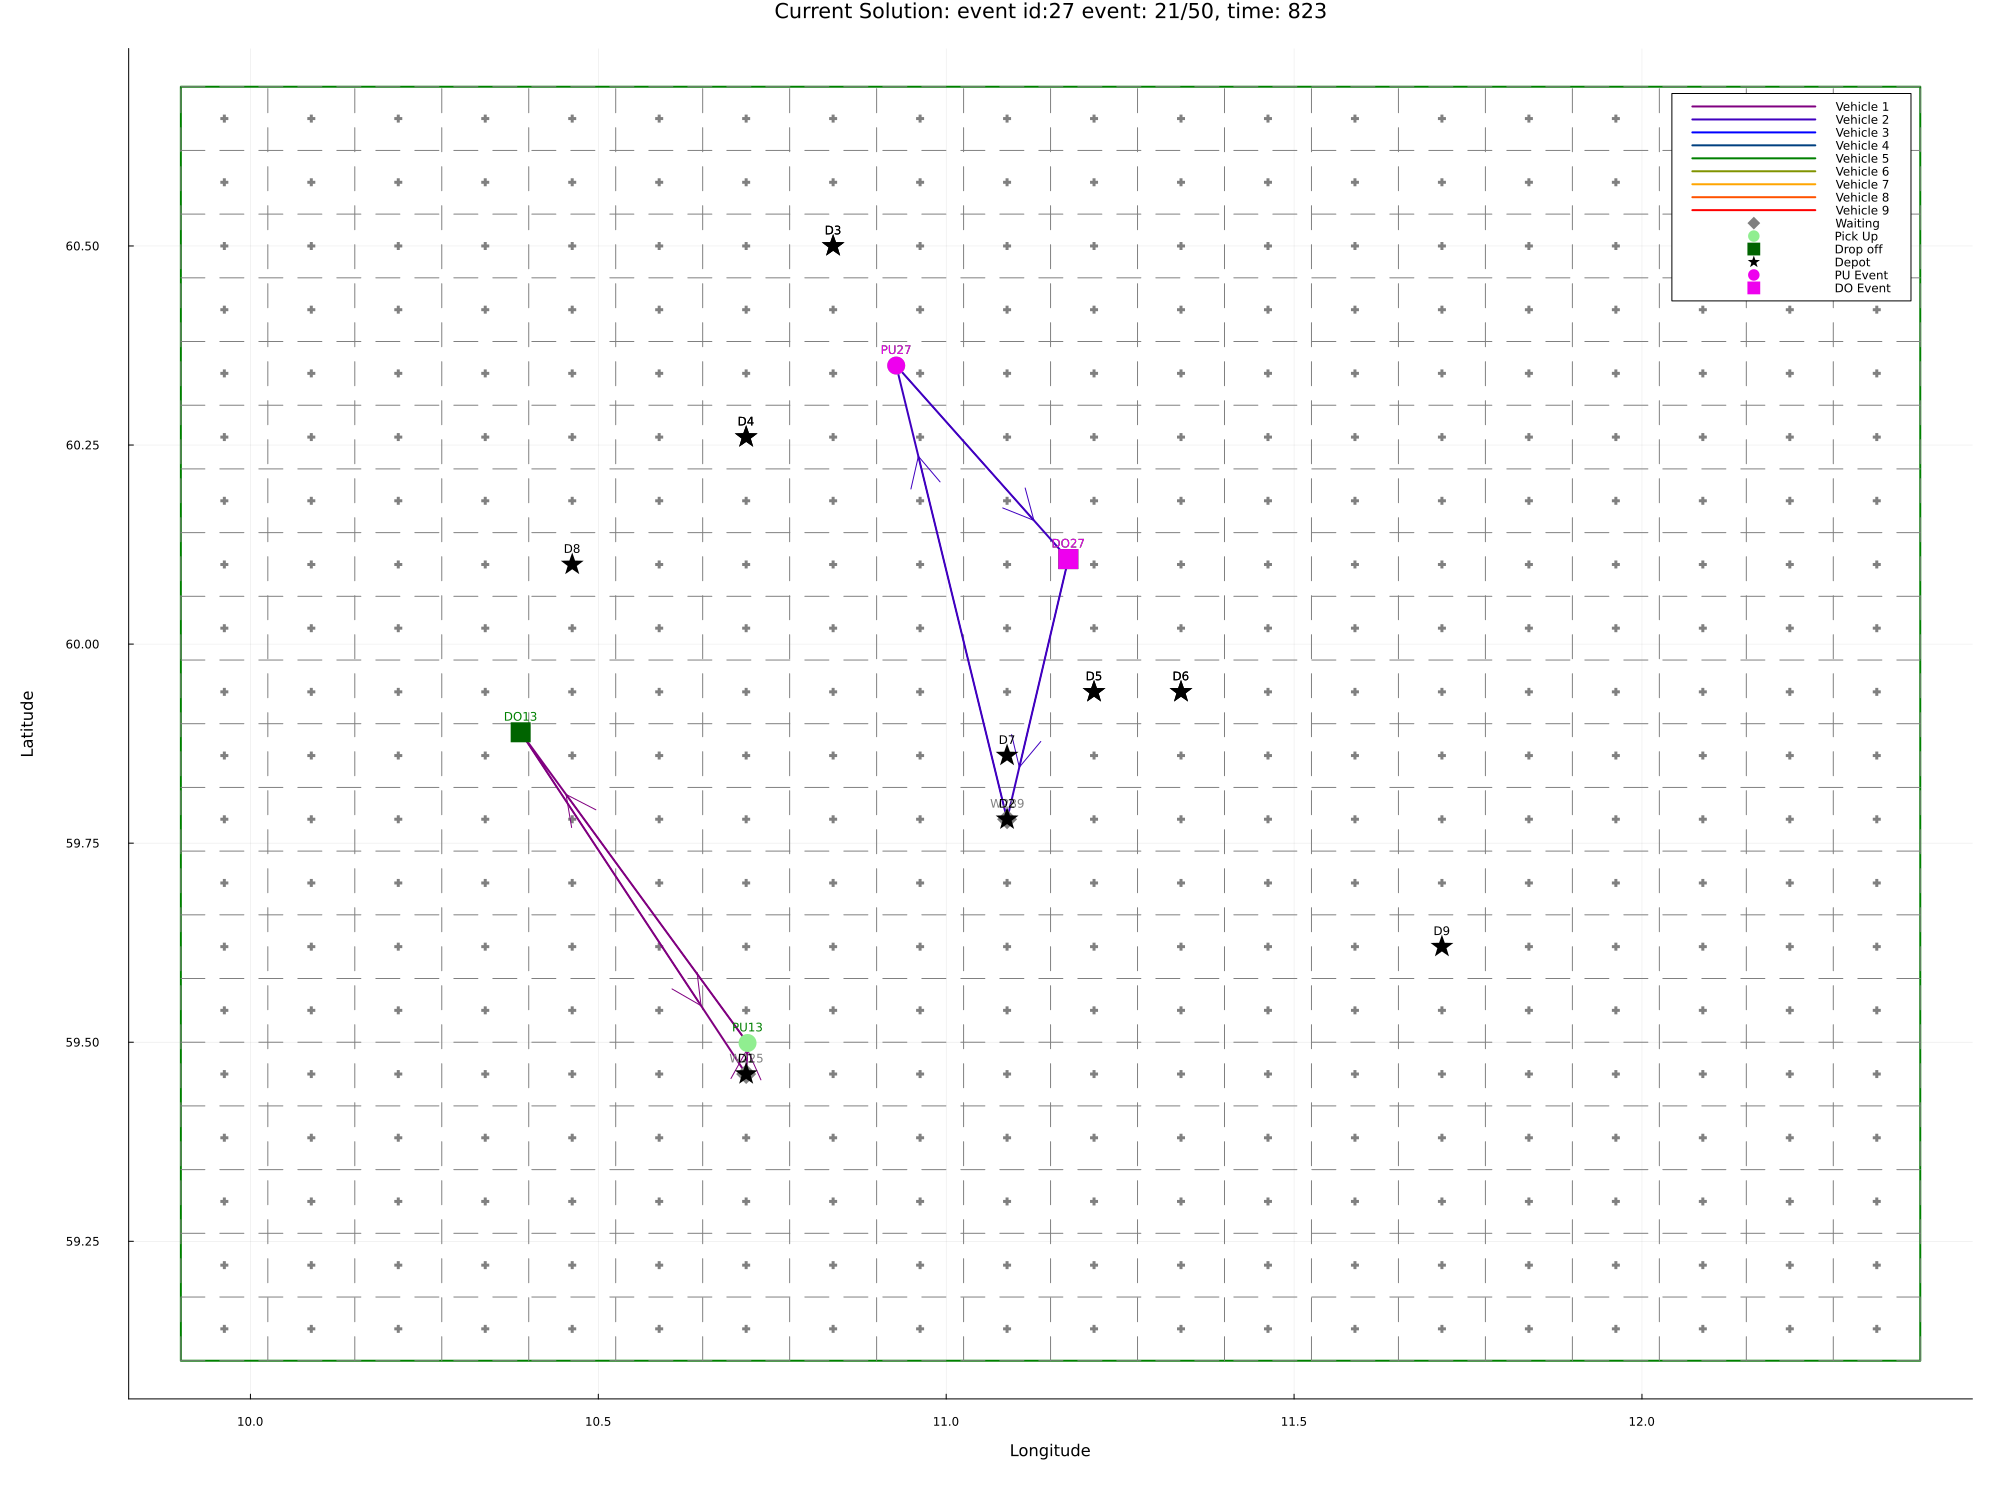 Current Solution: event id:27 event: 21/50, time: 823
Vehicle 1
Vehicle 2
Vehicle 3
Vehicle 4
Vehicle 5
Vehicle 6
Vehicle 7
Vehicle 8
Vehicle 9
Waiting
Pick Up
Drop off
Depot
PU Event
DO Event
D3
60.50
PU27
D4
60.25
DO27
D8
60.00
D5
D6
DO13
D7
D2
59.75
D9
PU13
59.50
D1
59.25
10.0
10.5
11.0
11.5
12.0
Longitude
Latitude